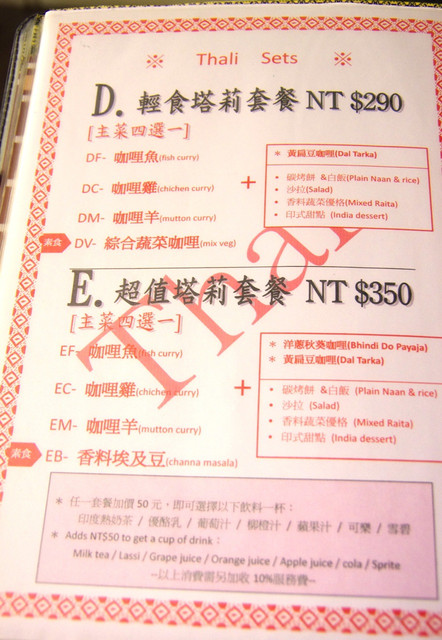 ※ Thali Sets ※
D. 輕食塔莉套餐 NT $290
[主菜四選一]
DF- 咖哩魚(fish curry)
DC- 咖哩雞(chichen curry)
DM- 咖哩羊(mutton curry)
素食 DV- 綜合蔬菜咖哩(mix veg)
+
* 黃扁豆咖哩(Dal Tarka)
• 碳烤餅 &白飯(Plain Naan & rice)
• 沙拉(Salad)
• 香料蔬菜優格(Mixed Raita)
• 印式甜點 (India dessert)
Thali
E. 超值塔莉套餐 NT $350
[主菜四選一]
EF- 咖哩魚(fish curry)
EC- 咖哩雞(chichen curry)
EM- 咖哩羊(mutton curry)
素食 EB- 香料埃及豆(channa masala)
+
* 洋蔥秋葵咖哩(Bhindi Do Payaja)
* 黃扁豆咖哩(Dal Tarka)
• 碳烤餅 &白飯 (Plain Naan & rice)
• 沙拉 (Salad)
• 香料蔬菜優格 (Mixed Raita)
• 印式甜點 (India dessert)
* 任一套餐加價 50 元，即可選擇以下飲料一杯：
印度熱奶茶 / 優酪乳 / 葡萄汁 / 柳橙汁 / 蘋果汁 / 可樂 / 雪碧
* Adds NT$50 to get a cup of drink：
Milk tea / Lassi / Grape juice / Orange juice / Apple juice / cola / Sprite
--以上消費需另加收 10%服務費--